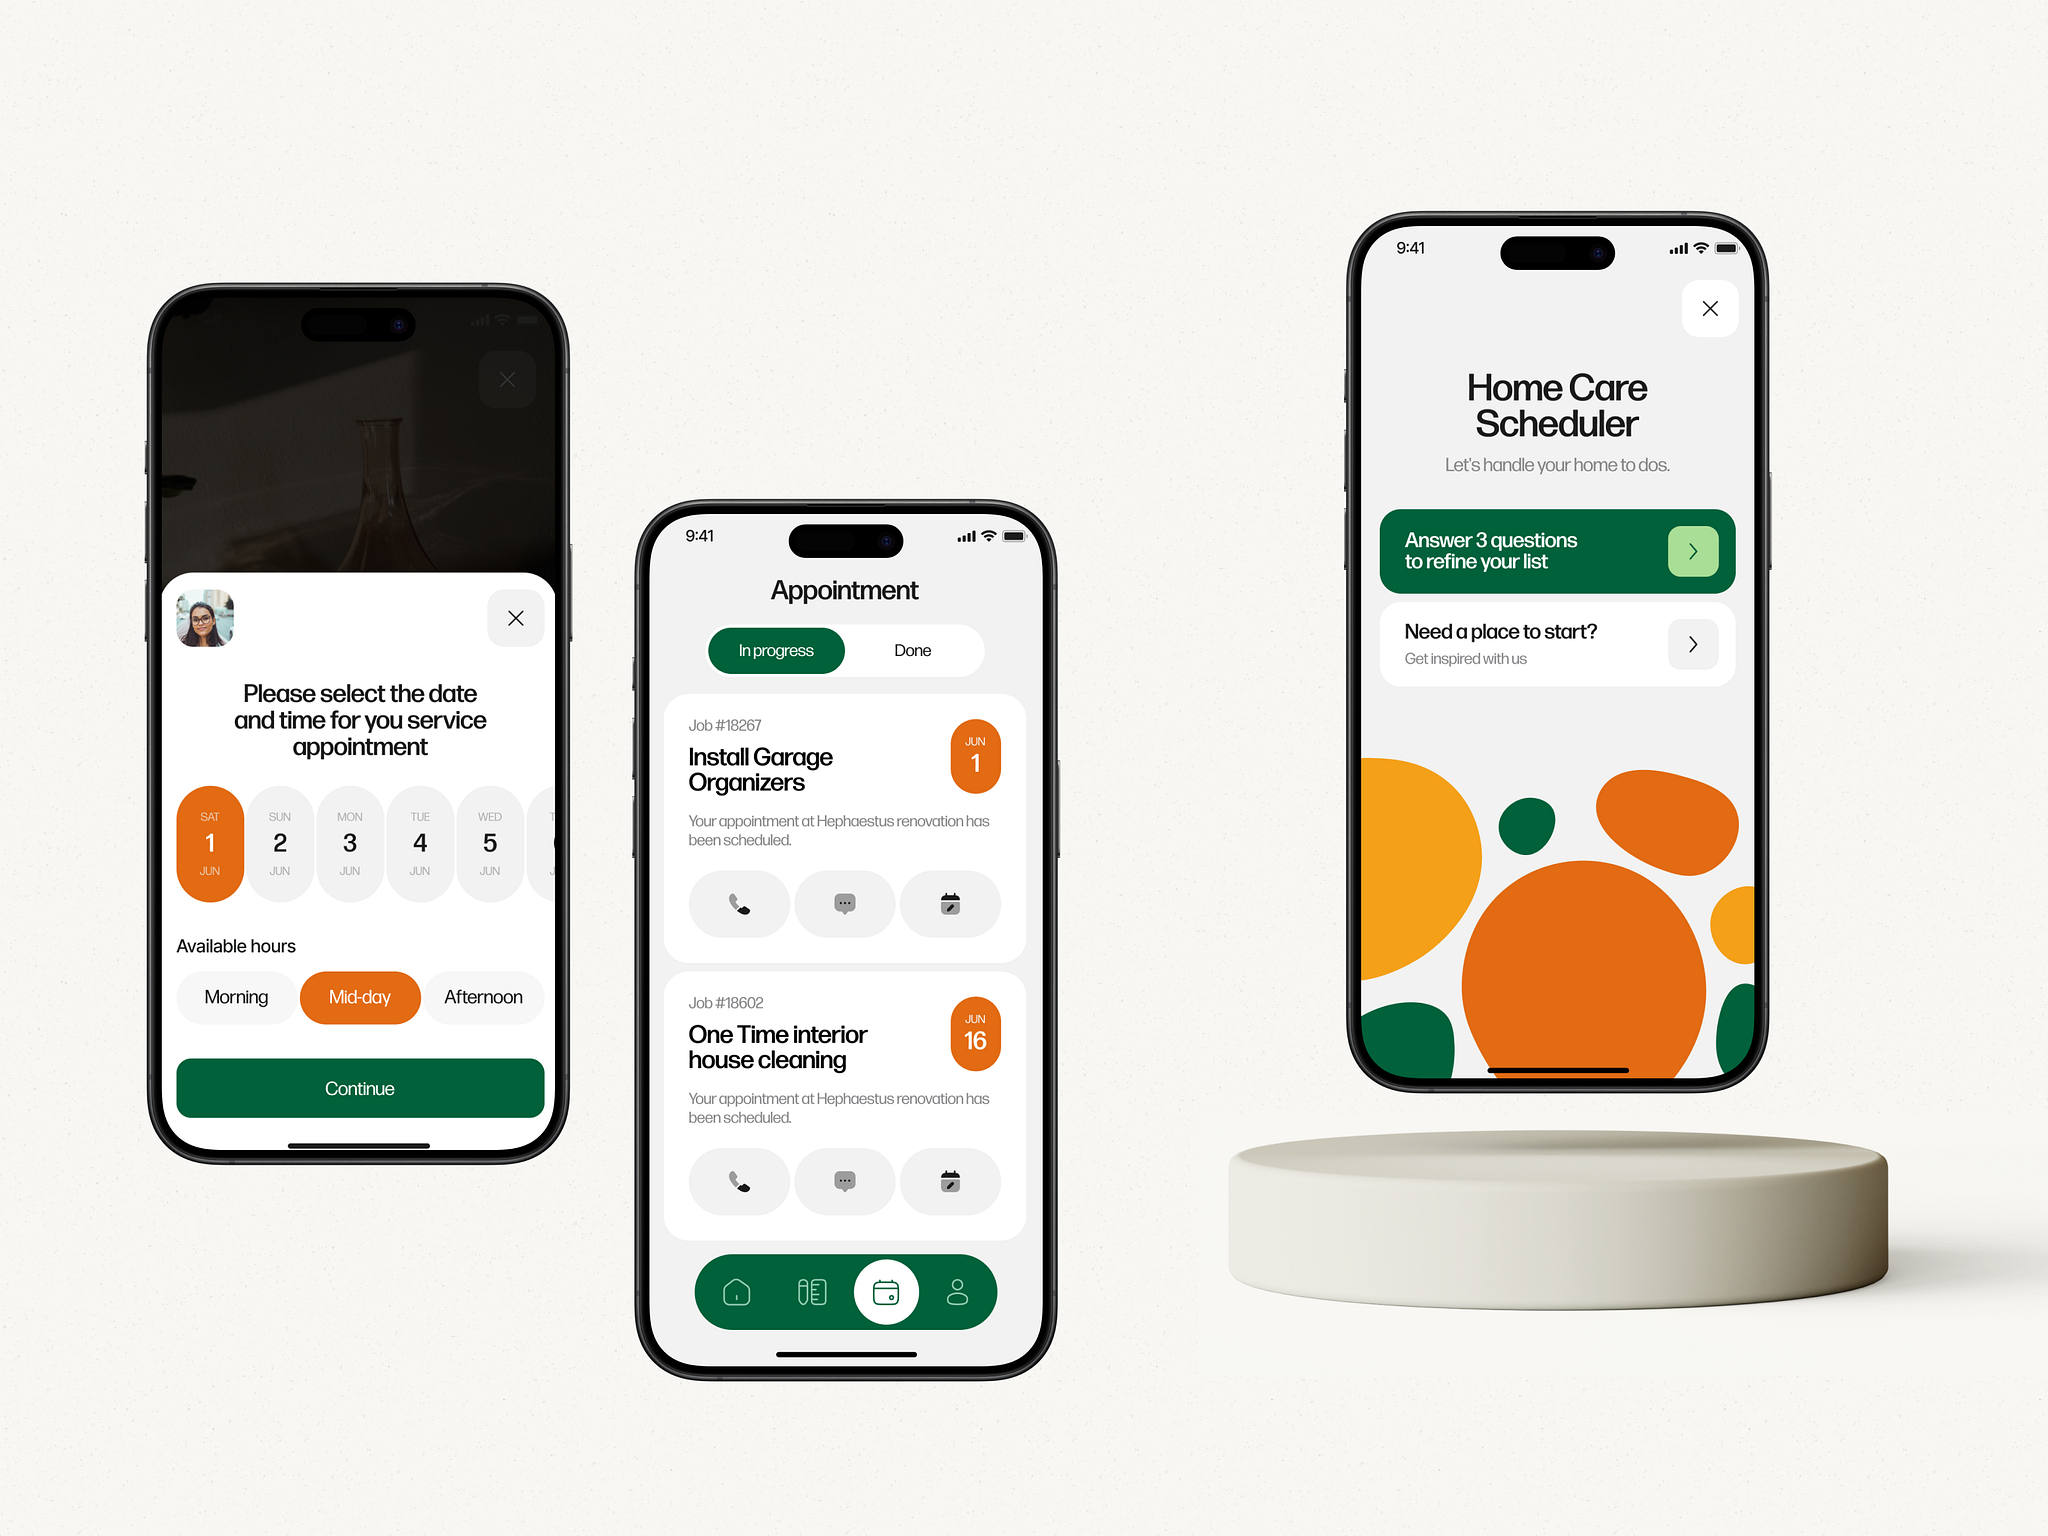 Please select the date
and time for you service
appointment
SAT
1
JUN
SUN
2
JUN
MON
3
JUN
TUE
4
JUN
WED
5
JUN
Available hours
Morning
Mid-day
Afternoon
Continue
9:41
Appointment
In progress
Done
Job #18267
Install Garage
Organizers
JUN
1
Your appointment at Hephaestus renovation has
been scheduled.
Job #18602
One Time interior
house cleaning
JUN
16
Your appointment at Hephaestus renovation has
been scheduled.
9:41
Home Care
Scheduler
Let's handle your home to dos.
Answer 3 questions
to refine your list
Need a place to start?
Get inspired with us